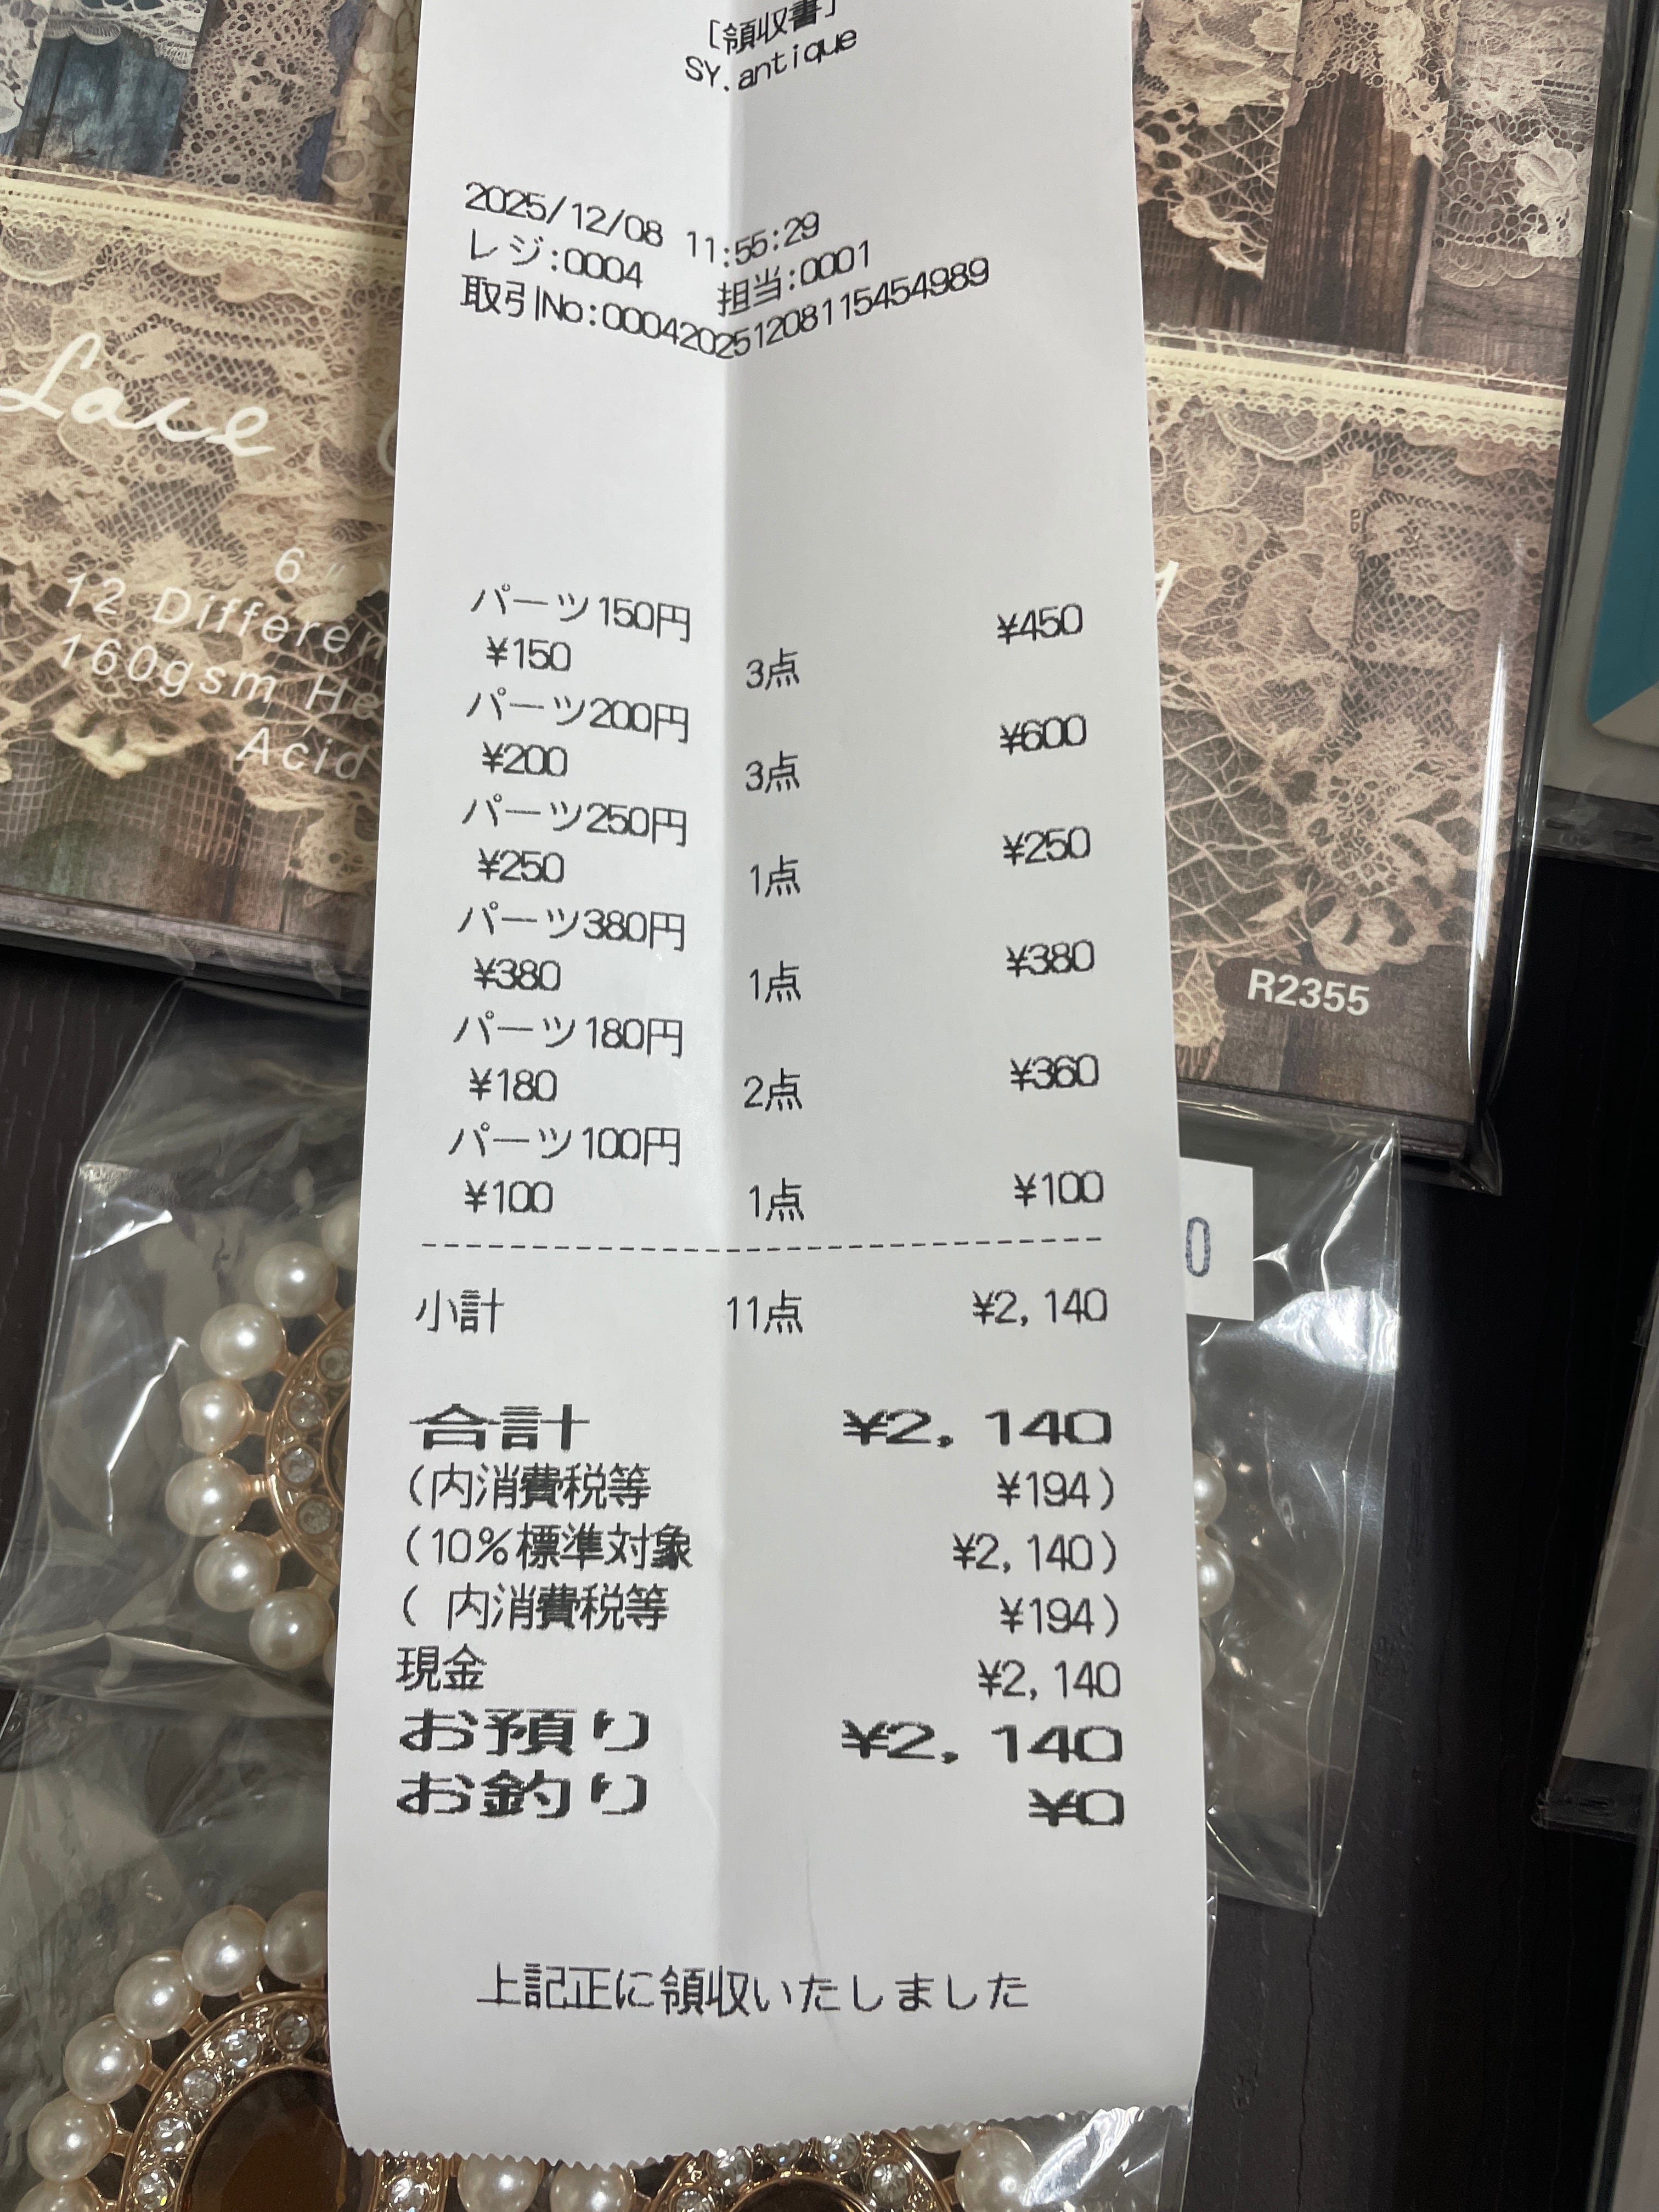 ［領収書］
SY.antique
2025/12/08 11:55:29
レジ:0004 担当:0001
取引No:00042025120811545 4989
パーツ150円
¥150 3点 ¥450
パーツ200円
¥200 3点 ¥600
パーツ250円
¥250 1点 ¥250
パーツ380円
¥380 1点 ¥380
パーツ180円
¥180 2点 ¥360
パーツ100円
¥100 1点 ¥100
小計 11点 ¥2,140
合計 ¥2,140
(内消費税等 ¥194)
(10%標準対象 ¥2,140)
( 内消費税等 ¥194)
現金 ¥2,140
お預り ¥2,140
お釣り ¥0
上記正に領収いたしました
Lace
6"
12 Differen
160gsm He
Acid
R2355
0